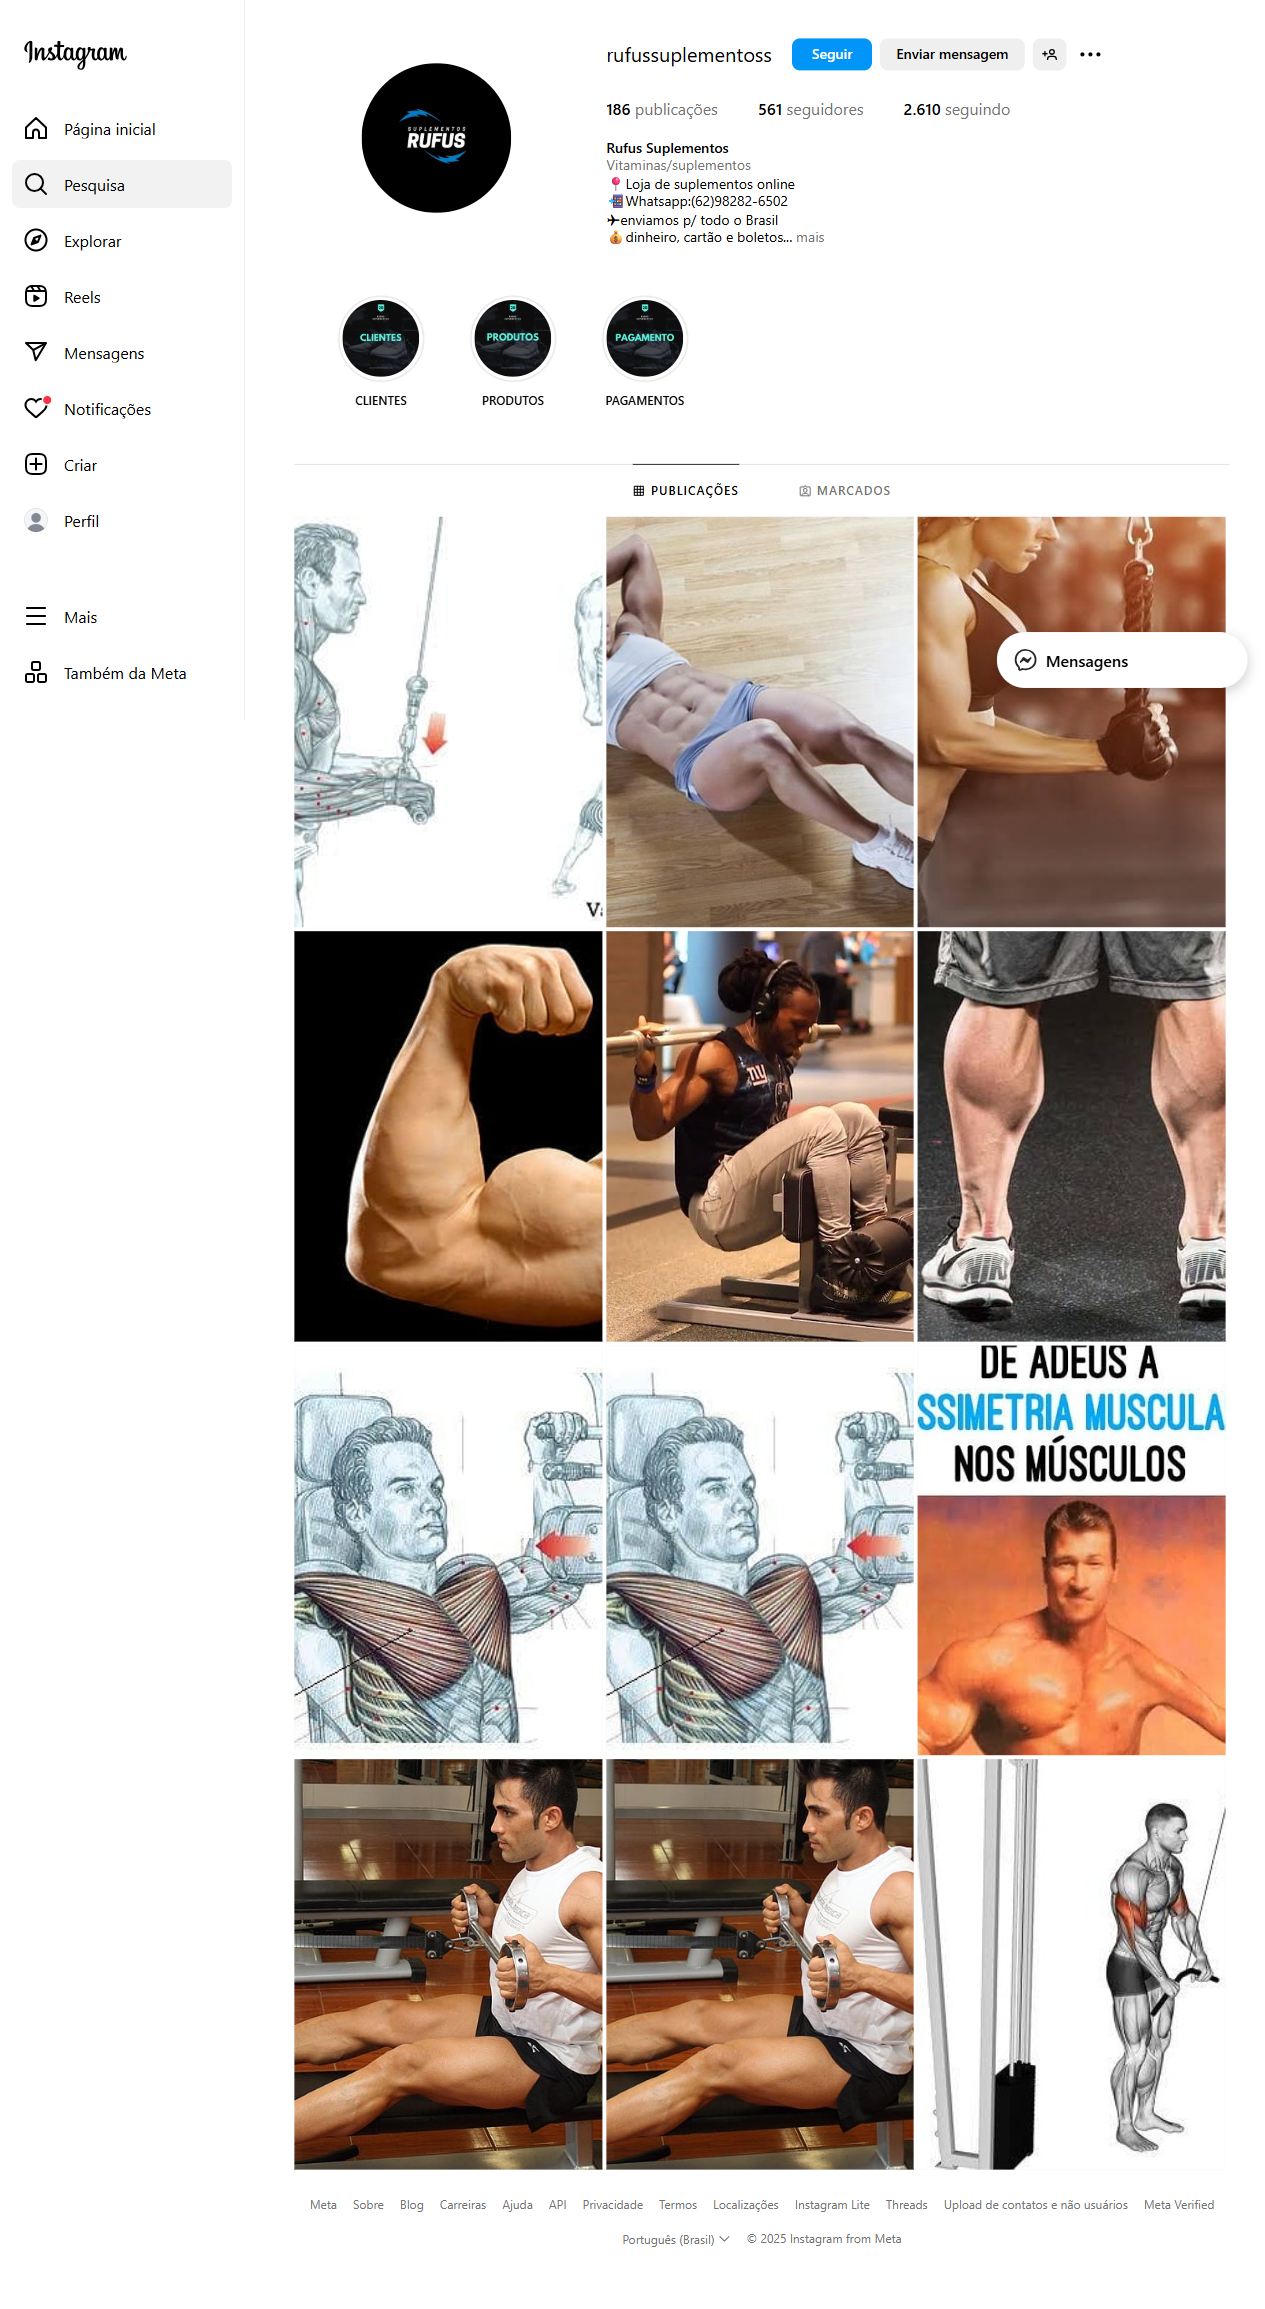 Instagram
Página inicial
Pesquisa
Explorar
Reels
Mensagens
Notificações
Criar
Perfil
Mais
Também da Meta
rufussuplementoss
Seguir
Enviar mensagem
186 publicações
561 seguidores
2.610 seguindo
Rufus Suplementos
Vitaminas/suplementos
📍Loja de suplementos online
📲Whatsapp:(62)98282-6502
✈enviamos p/ todo o Brasil
💰dinheiro, cartão e boletos... mais
SUPLEMENTOS
RUFUS
CLIENTES
PRODUTOS
PAGAMENTO
CLIENTES
PRODUTOS
PAGAMENTOS
PUBLICAÇÕES
MARCADOS
Mensagens
ny
DE ADEUS A
SSIMETRIA MUSCULA
NOS MÚSCULOS
Meta
Sobre
Blog
Carreiras
Ajuda
API
Privacidade
Termos
Localizações
Instagram Lite
Threads
Upload de contatos e não usuários
Meta Verified
Português (Brasil)
© 2025 Instagram from Meta